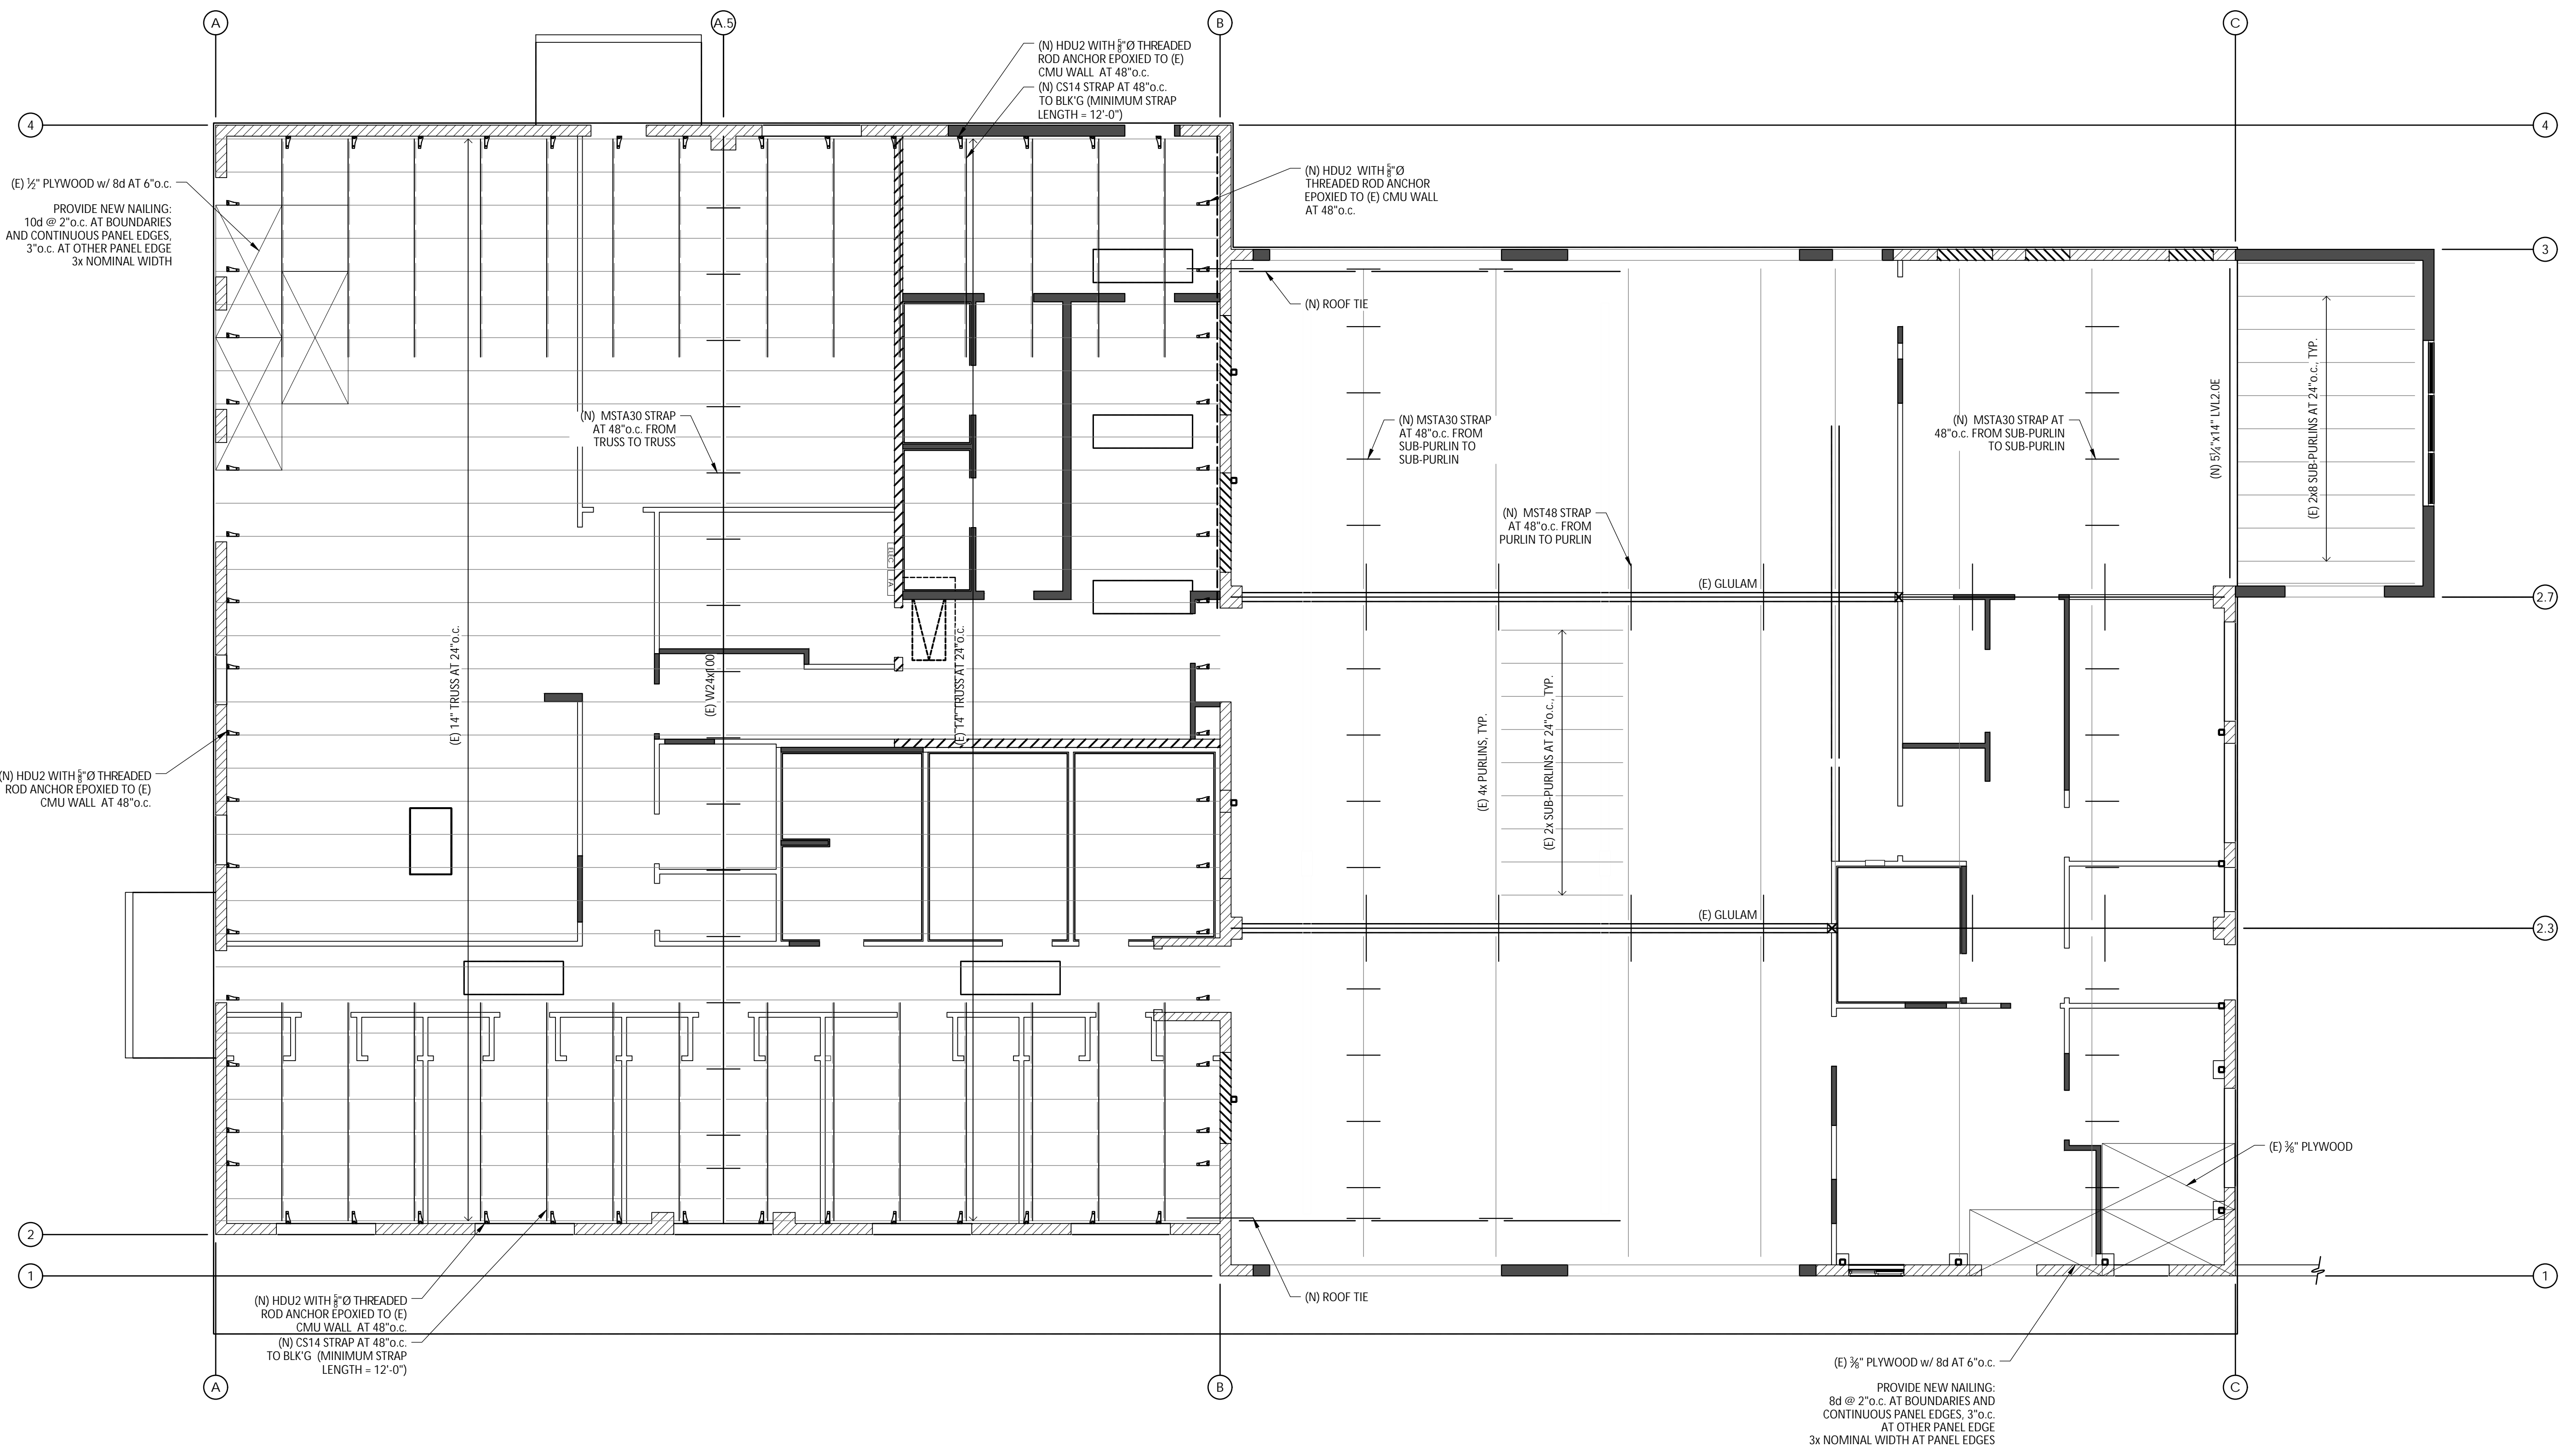 A
A.5
B
C
(N) HDU2 WITH 5/8"Ø THREADED
ROD ANCHOR EPOXIED TO (E)
CMU WALL AT 48"o.c.
(N) CS14 STRAP AT 48"o.c.
TO BLK'G (MINIMUM STRAP
LENGTH = 12'-0")
4
4
(E) ½" PLYWOOD w/ 8d AT 6"o.c.
PROVIDE NEW NAILING:
10d @ 2"o.c. AT BOUNDARIES
AND CONTINUOUS PANEL EDGES,
3"o.c. AT OTHER PANEL EDGE
3x NOMINAL WIDTH
(N) HDU2 WITH 5/8"Ø
THREADED ROD ANCHOR
EPOXIED TO (E) CMU WALL
AT 48"o.c.
3
(N) ROOF TIE
(N) MSTA30 STRAP
AT 48"o.c. FROM
TRUSS TO TRUSS
(N) MSTA30 STRAP
AT 48"o.c. FROM
SUB-PURLIN TO
SUB-PURLIN
(N) MSTA30 STRAP AT
48"o.c. FROM SUB-PURLIN
TO SUB-PURLIN
(N) 5¼"x14" LVL2.0E
(E) 2x8 SUB-PURLINS AT 24"o.c., TYP.
(N) MST48 STRAP
AT 48"o.c. FROM
PURLIN TO PURLIN
ELEC
(E) GLULAM
2.7
(E) 14" TRUSS AT 24"o.c.
(E) W24x100
(E) 14" TRUSS AT 24"o.c.
(E) 4x PURLINS, TYP.
(E) 2x SUB-PURLINS AT 24"o.c., TYP.
(N) HDU2 WITH 5/8"Ø THREADED
ROD ANCHOR EPOXIED TO (E)
CMU WALL AT 48"o.c.
(E) GLULAM
2.3
(E) ⅜" PLYWOOD
2
1
1
(N) HDU2 WITH 5/8"Ø THREADED
ROD ANCHOR EPOXIED TO (E)
CMU WALL AT 48"o.c.
(N) CS14 STRAP AT 48"o.c.
TO BLK'G (MINIMUM STRAP
LENGTH = 12'-0")
(N) ROOF TIE
(E) ⅜" PLYWOOD w/ 8d AT 6"o.c.
PROVIDE NEW NAILING:
8d @ 2"o.c. AT BOUNDARIES AND
CONTINUOUS PANEL EDGES, 3"o.c.
AT OTHER PANEL EDGE
3x NOMINAL WIDTH AT PANEL EDGES
A
B
C